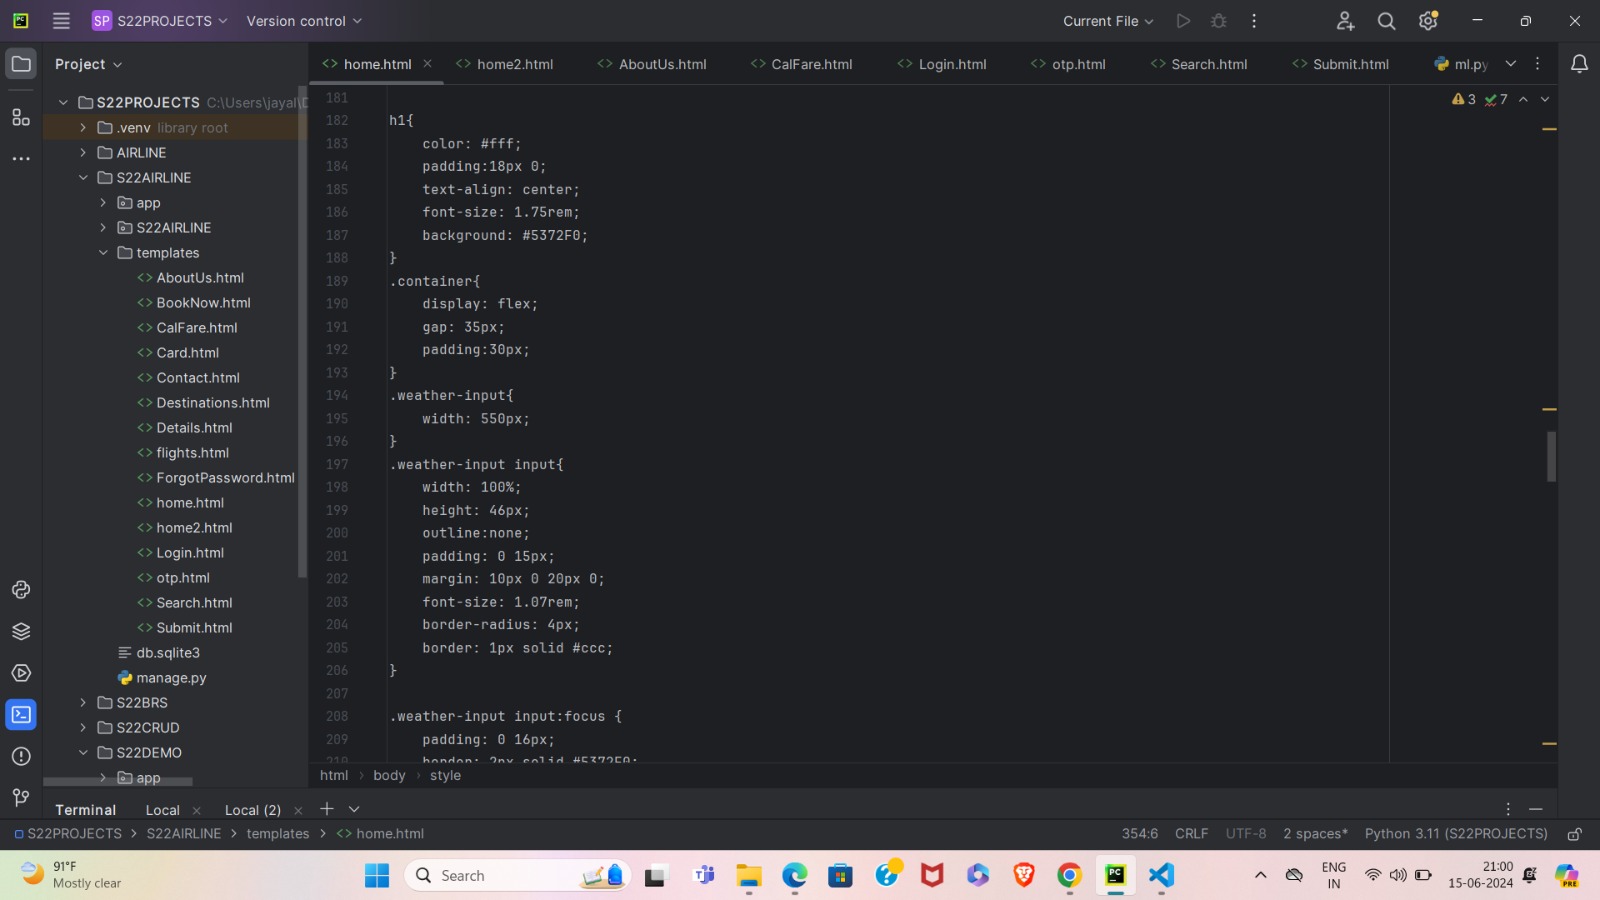 SP S22PROJECTS Version control Current File
Project
home.html home2.html AboutUs.html CalFare.html Login.html otp.html Search.html Submit.html ml.py
S22PROJECTS C:\Users\jayal\
.venv library root
AIRLINE
S22AIRLINE
app
S22AIRLINE
templates
AboutUs.html
BookNow.html
CalFare.html
Card.html
Contact.html
Destinations.html
Details.html
flights.html
ForgotPassword.html
home.html
home2.html
Login.html
otp.html
Search.html
Submit.html
db.sqlite3
manage.py
S22BRS
S22CRUD
S22DEMO
app
3 7
181
182 h1{
183 color: #fff;
184 padding:18px 0;
185 text-align: center;
186 font-size: 1.75rem;
187 background: #5372F0;
188 }
189 .container{
190 display: flex;
191 gap: 35px;
192 padding:30px;
193 }
194 .weather-input{
195 width: 550px;
196 }
197 .weather-input input{
198 width: 100%;
199 height: 46px;
200 outline:none;
201 padding: 0 15px;
202 margin: 10px 0 20px 0;
203 font-size: 1.07rem;
204 border-radius: 4px;
205 border: 1px solid #ccc;
206 }
207
208 .weather-input input:focus {
209 padding: 0 16px;
210 border: 2px solid #5372F0;
html › body › style
Terminal Local Local (2)
S22PROJECTS > S22AIRLINE > templates > home.html 354:6 CRLF UTF-8 2 spaces* Python 3.11 (S22PROJECTS)
91°F
Mostly clear
Search
ENG
IN
21:00
15-06-2024
PRE